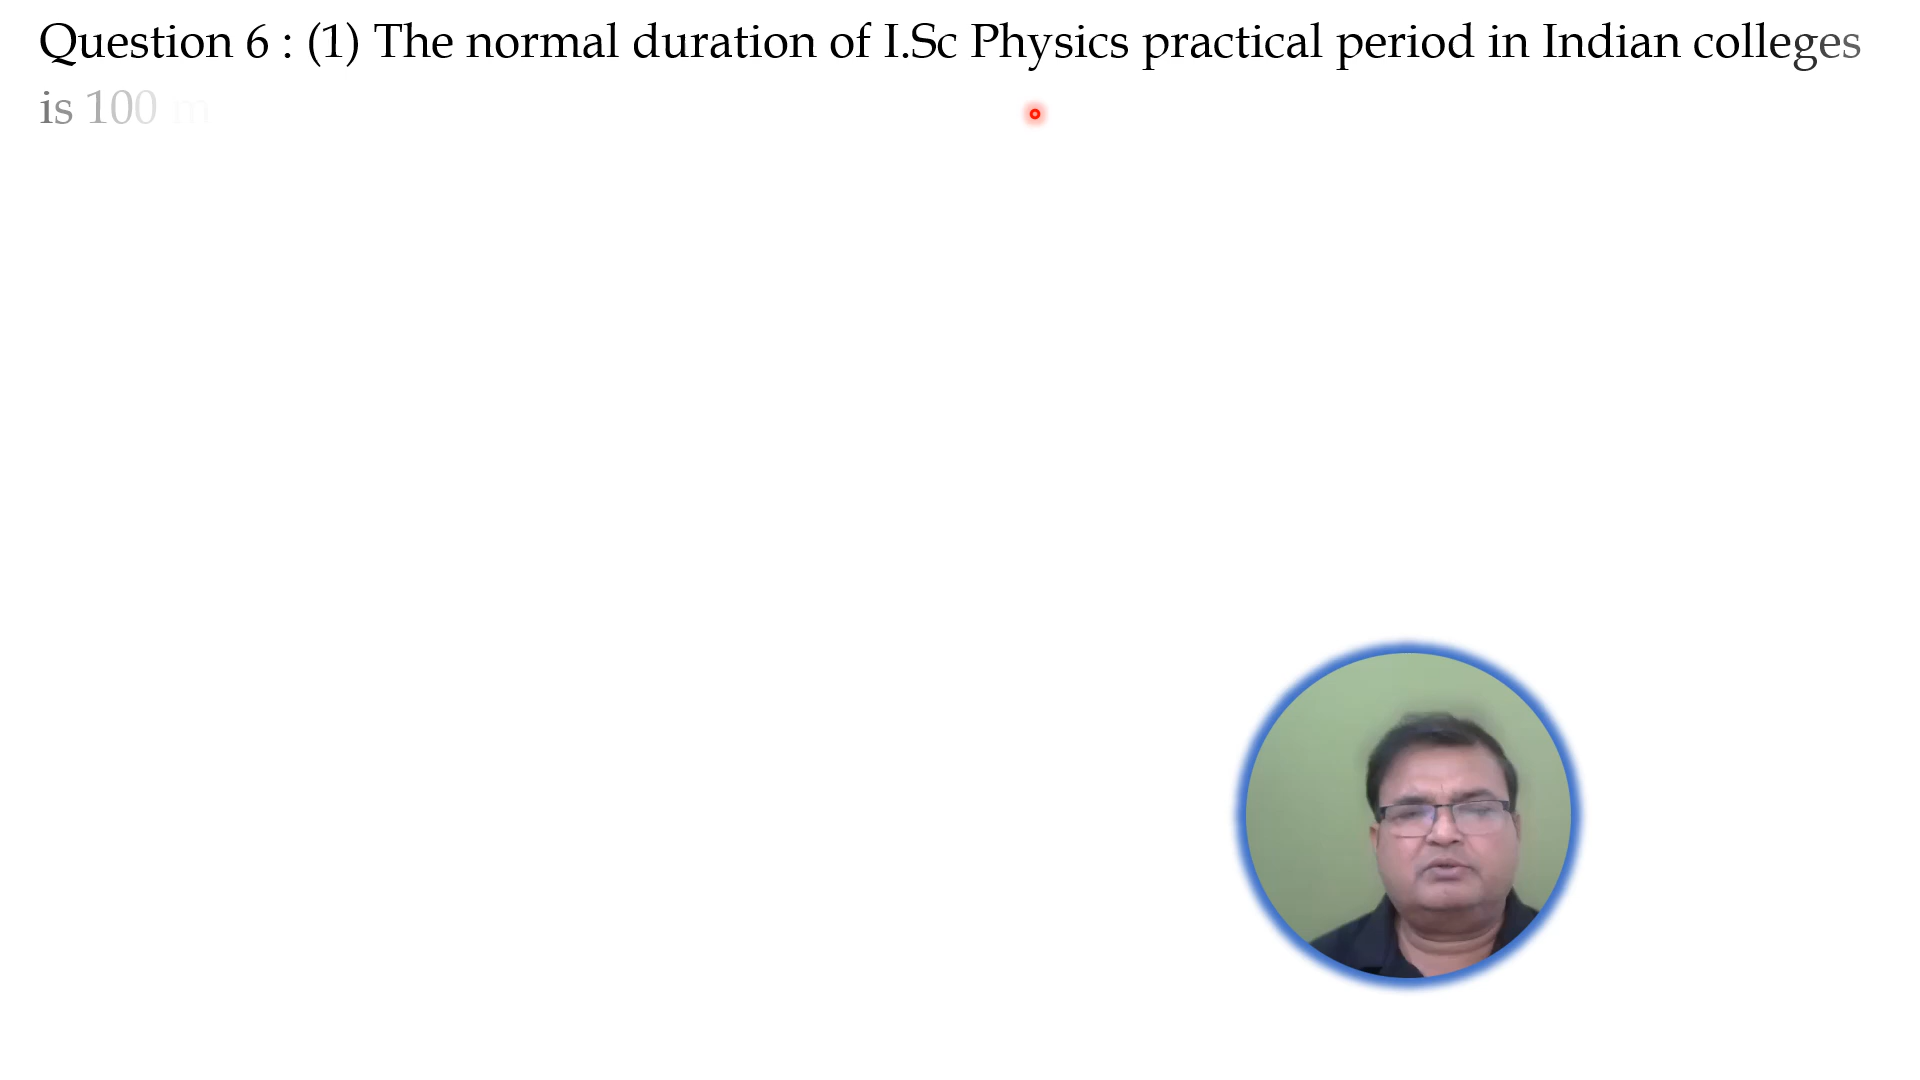 Question 6 : (1) The normal duration of I.Sc Physics practical period in Indian colleges
is 100 m